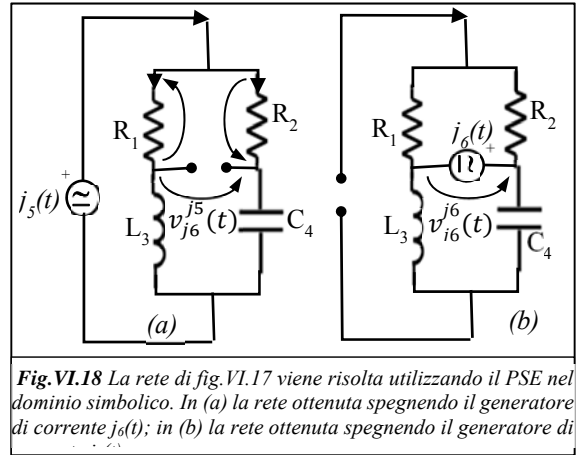 R1
R2
j5(t)
+
L3
C4
v_{j6}^{j5}(t)
(a)
R1
R2
j6(t)
+
L3
C4
v_{i6}^{j6}(t)
(b)
Fig.VI.18 La rete di fig.VI.17 viene risolta utilizzando il PSE nel
dominio simbolico. In (a) la rete ottenuta spegnendo il generatore
di corrente j6(t); in (b) la rete ottenuta spegnendo il generatore di